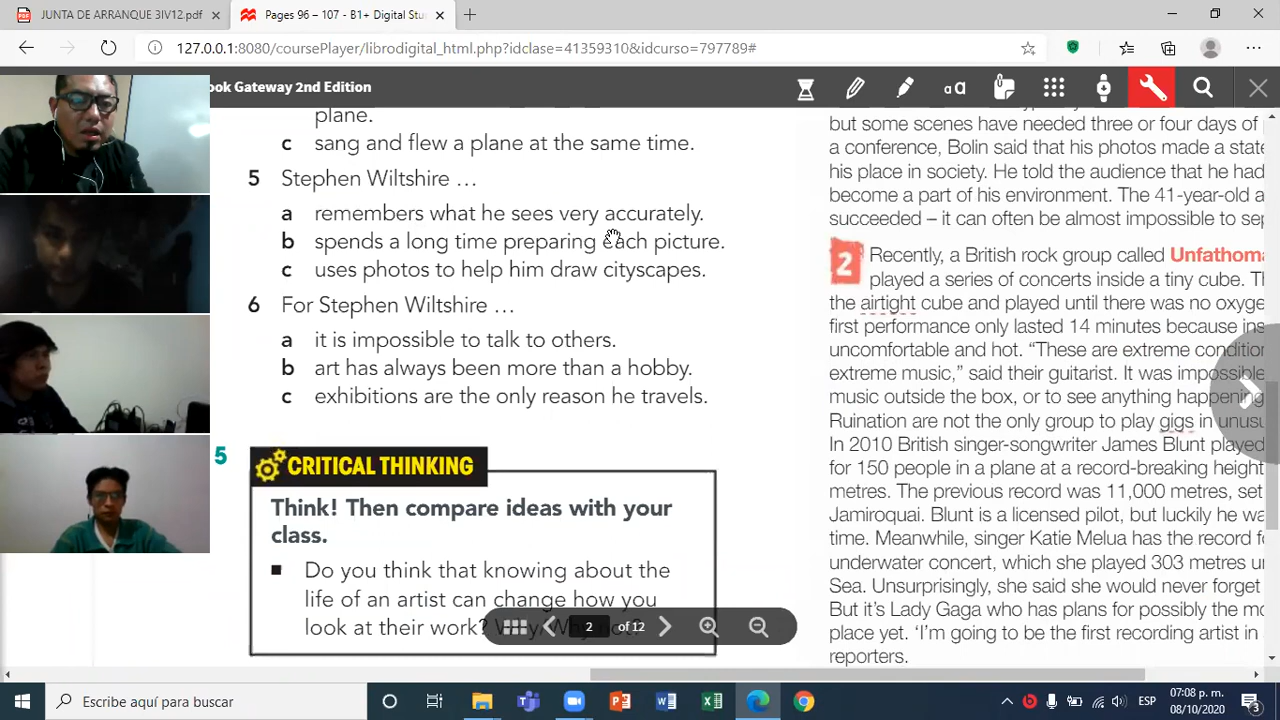 JUNTA DE ARRANQUE 3IV12.pdf
Pages 96 – 107 - B1+ Digital Stu
127.0.0.1:8080/coursePlayer/librodigital_html.php?idclase=41359310&idcurso=797789#
ook Gateway 2nd Edition
aa
plane.
c sang and flew a plane at the same time.
5 Stephen Wiltshire …
a remembers what he sees very accurately.
b spends a long time preparing each picture.
c uses photos to help him draw cityscapes.
6 For Stephen Wiltshire …
a it is impossible to talk to others.
b art has always been more than a hobby.
c exhibitions are the only reason he travels.
5
CRITICAL THINKING
Think! Then compare ideas with your
class.
■ Do you think that knowing about the
life of an artist can change how you
look at their work?
2 of 12
but some scenes have needed three or four days of
a conference, Bolin said that his photos made a state
his place in society. He told the audience that he had
become a part of his environment. The 41-year-old a
succeeded – it can often be almost impossible to sep
2 Recently, a British rock group called Unfathoma
played a series of concerts inside a tiny cube. Th
the airtight cube and played until there was no oxyge
first performance only lasted 14 minutes because ins
uncomfortable and hot. “These are extreme condition
extreme music,” said their guitarist. It was impossib
music outside the box, or to see anything happening
Ruination are not the only group to play gigs in unusu
In 2010 British singer-songwriter James Blunt played
for 150 people in a plane at a record-breaking height
metres. The previous record was 11,000 metres, set
Jamiroquai. Blunt is a licensed pilot, but luckily he wa
time. Meanwhile, singer Katie Melua has the record fo
underwater concert, which she played 303 metres un
Sea. Unsurprisingly, she said she would never forget
But it’s Lady Gaga who has plans for possibly the mo
place yet. ‘I’m going to be the first recording artist in
reporters.
Escribe aquí para buscar
ESP
07:08 p. m.
08/10/2020
3